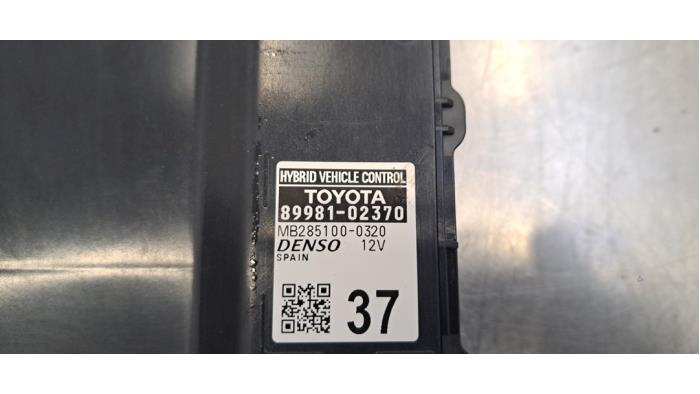 HYBRID VEHICLE CONTROL
TOYOTA
89981-02370
MB285100-0320
DENSO 12V
SPAIN
37